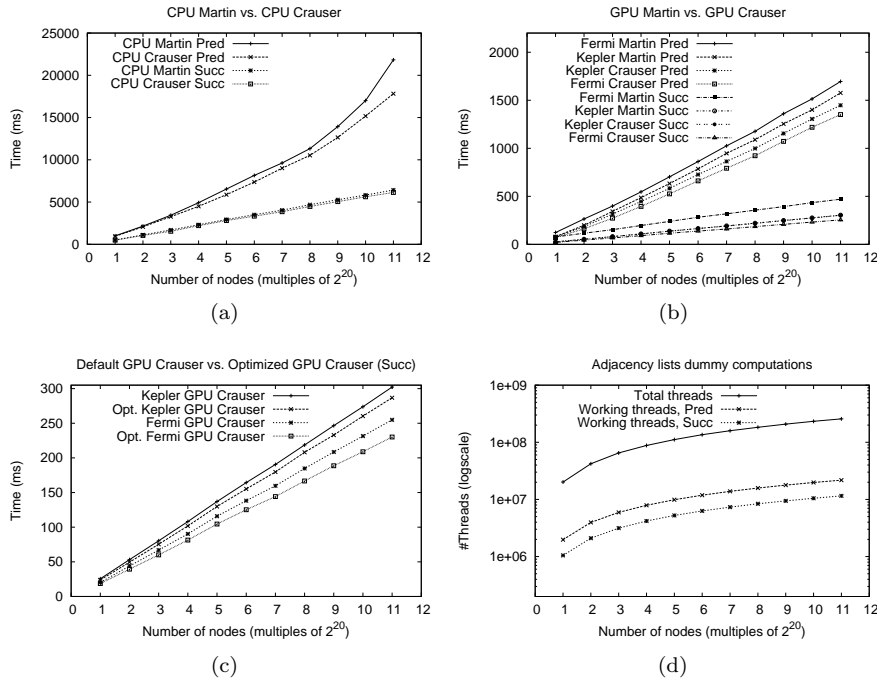 CPU Martin vs. CPU Crauser
25000
20000
15000
10000
5000
0
Time (ms)
CPU Martin Pred
CPU Crauser Pred
CPU Martin Succ
CPU Crauser Succ
0 1 2 3 4 5 6 7 8 9 10 11 12
Number of nodes (multiples of 2^20)
(a)
GPU Martin vs. GPU Crauser
2000
1500
1000
500
0
Time (ms)
Fermi Martin Pred
Kepler Martin Pred
Kepler Crauser Pred
Fermi Crauser Pred
Fermi Martin Succ
Kepler Martin Succ
Kepler Crauser Succ
Fermi Crauser Succ
0 1 2 3 4 5 6 7 8 9 10 11 12
Number of nodes (multiples of 2^20)
(b)
Default GPU Crauser vs. Optimized GPU Crauser (Succ)
300
250
200
150
100
50
0
Time (ms)
Kepler GPU Crauser
Opt. Kepler GPU Crauser
Fermi GPU Crauser
Opt. Fermi GPU Crauser
0 1 2 3 4 5 6 7 8 9 10 11 12
Number of nodes (multiples of 2^20)
(c)
Adjacency lists dummy computations
1e+09
1e+08
1e+07
1e+06
#Threads (logscale)
Total threads
Working threads, Pred
Working threads, Succ
0 1 2 3 4 5 6 7 8 9 10 11 12
Number of nodes (multiples of 2^20)
(d)